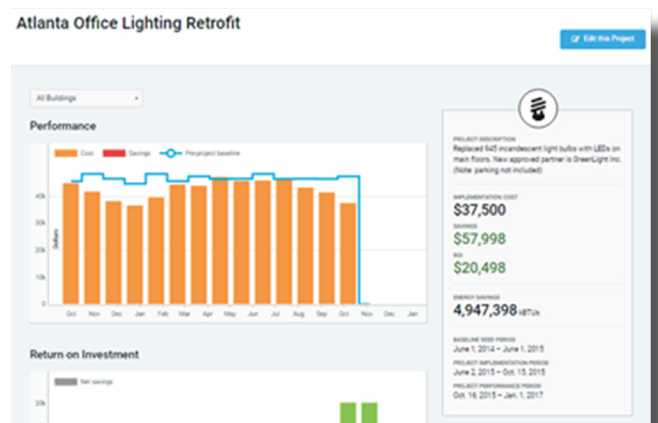 Atlanta Office Lighting Retrofit
Edit this Project
All Buildings
Performance
Cost Savings Pre-project baseline
40k
30k
20k
10k
0
Dollars
Oct Nov Dec Jan Feb Mar Apr May Jun Jul Aug Sep Oct Nov Dec Jan
Return on Investment
Net savings
20k
PROJECT DESCRIPTION
Replaced 945 incandescent light bulbs with LEDs on
main floors. New approved partner is GreenLight Inc.
(Note: parking not included)
IMPLEMENTATION COST
$37,500
SAVINGS
$57,998
ROI
$20,498
ENERGY SAVINGS
4,947,398 kBTUs
BASELINE PERIOD
June 1, 2014 – June 1, 2015
PROJECT IMPLEMENTATION PERIOD
June 2, 2015 – Oct. 15, 2015
PROJECT PERFORMANCE PERIOD
Oct. 16, 2015 – Jan. 1, 2017